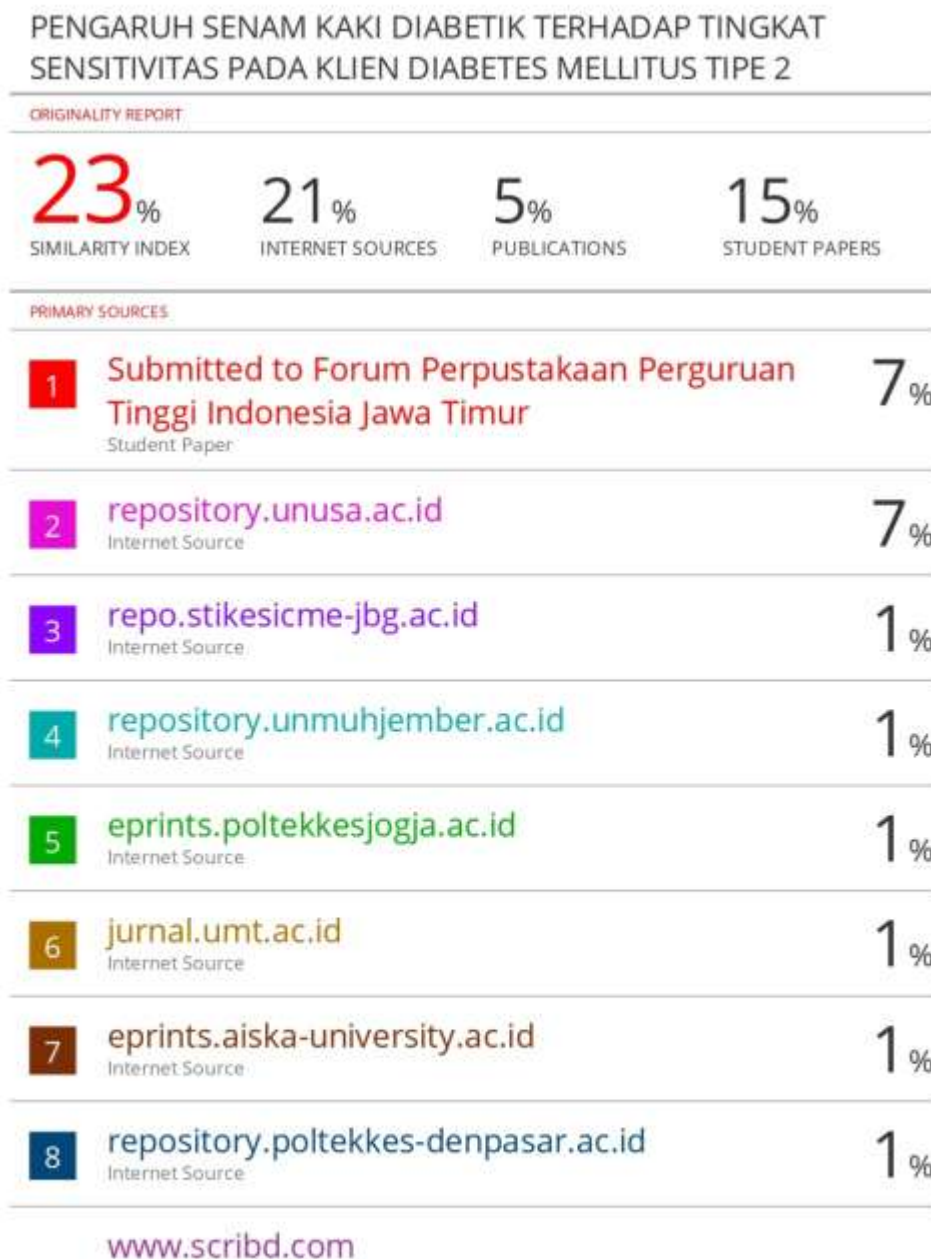 PENGARUH SENAM KAKI DIABETIK TERHADAP TINGKAT
SENSITIVITAS PADA KLIEN DIABETES MELLITUS TIPE 2
ORIGINALITY REPORT
23% 21% 5% 15%
SIMILARITY INDEX INTERNET SOURCES PUBLICATIONS STUDENT PAPERS
PRIMARY SOURCES
1 Submitted to Forum Perpustakaan Perguruan 7%
Tinggi Indonesia Jawa Timur
Student Paper
2 repository.unusa.ac.id 7%
Internet Source
3 repo.stikesicme-jbg.ac.id 1%
Internet Source
4 repository.unmuhjember.ac.id 1%
Internet Source
5 eprints.poltekkesjogja.ac.id 1%
Internet Source
6 jurnal.umt.ac.id 1%
Internet Source
7 eprints.aiska-university.ac.id 1%
Internet Source
8 repository.poltekkes-denpasar.ac.id 1%
Internet Source
www.scribd.com